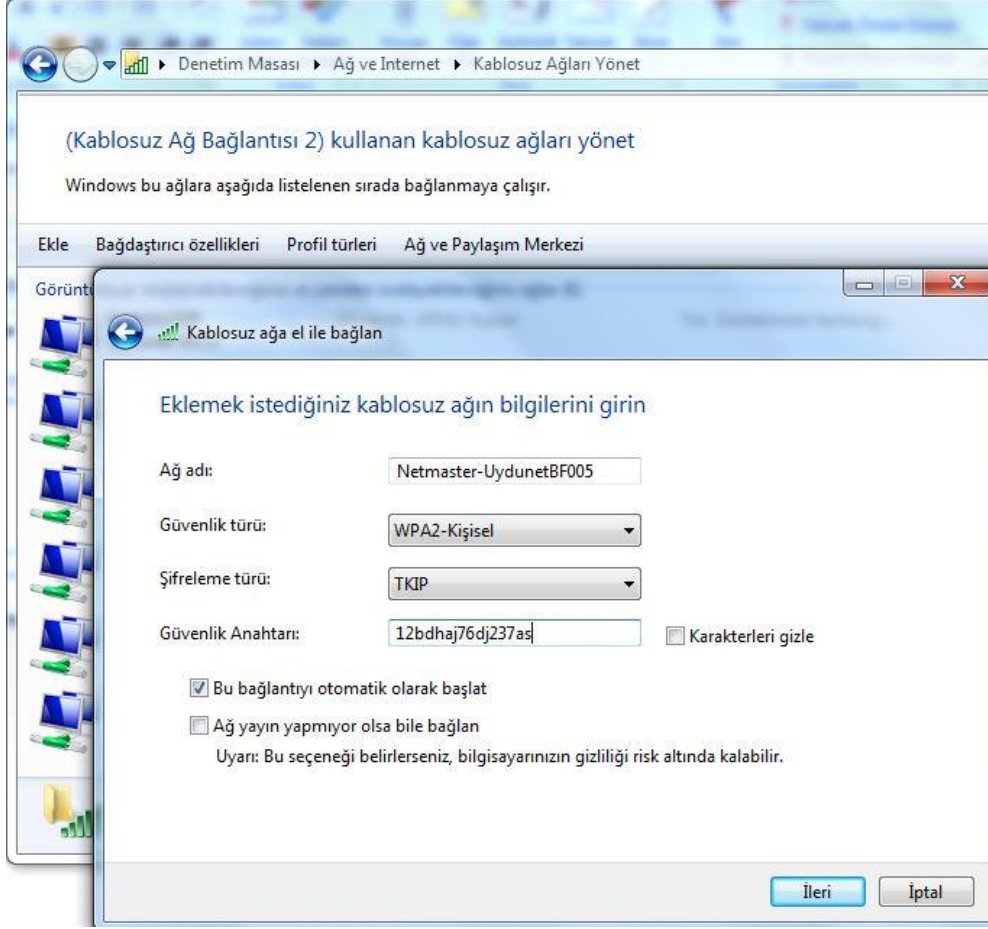 Denetim Masası Ağ ve Internet Kablosuz Ağları Yönet
(Kablosuz Ağ Bağlantısı 2) kullanan kablosuz ağları yönet
Windows bu ağlara aşağıda listelenen sırada bağlanmaya çalışır.
Ekle Bağdaştırıcı özellikleri Profil türleri Ağ ve Paylaşım Merkezi
Kablosuz ağa el ile bağlan
Eklemek istediğiniz kablosuz ağın bilgilerini girin
Ağ adı: Netmaster-UydunetBF005
Güvenlik türü: WPA2-Kişisel
Şifreleme türü: TKIP
Güvenlik Anahtarı: 12bdhaj76dj237as Karakterleri gizle
Bu bağlantıyı otomatik olarak başlat
Ağ yayın yapmıyor olsa bile bağlan
Uyarı: Bu seçeneği belirlerseniz, bilgisayarınızın gizliliği risk altında kalabilir.
İleri İptal